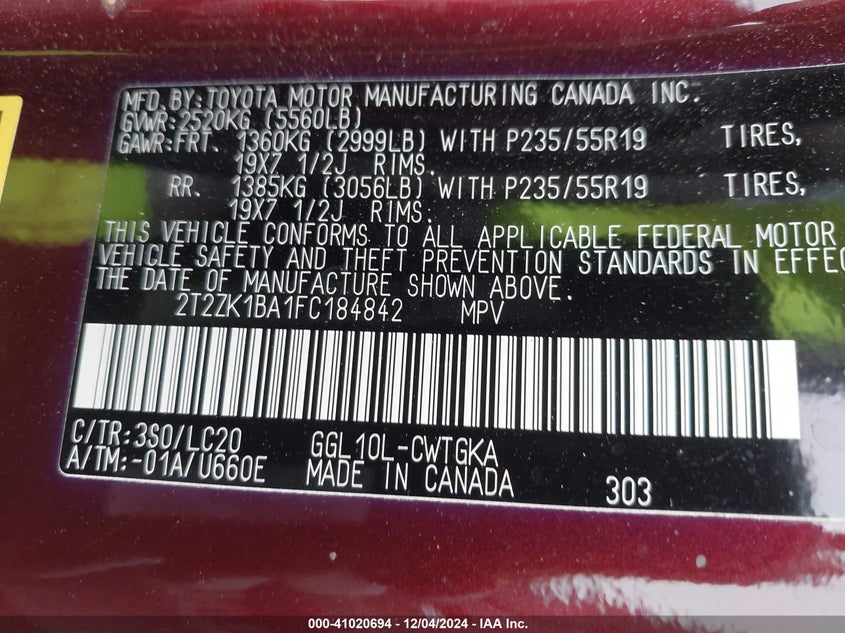 MFD. BY: TOYOTA MOTOR MANUFACTURING CANADA INC.
GVWR: 2520KG (5560LB)
GAWR: FRT. 1360KG (2999LB) WITH P235/55R19 TIRES,
19X7 1/2J RIMS.
RR. 1385KG (3056LB) WITH P235/55R19 TIRES,
19X7 1/2J RIMS.
THIS VEHICLE CONFORMS TO ALL APPLICABLE FEDERAL MOTOR
VEHICLE SAFETY AND THEFT PREVENTION STANDARDS IN EFFEC
THE DATE OF MANUFACTURE SHOWN ABOVE.
2T2ZK1BA1FC184842 MPV
C/TR: 3S0/LC20 GGL10L-CWTGKA
A/TM: -01A/U660E MADE IN CANADA 303
000-41020694 - 12/04/2024 - IAA Inc.